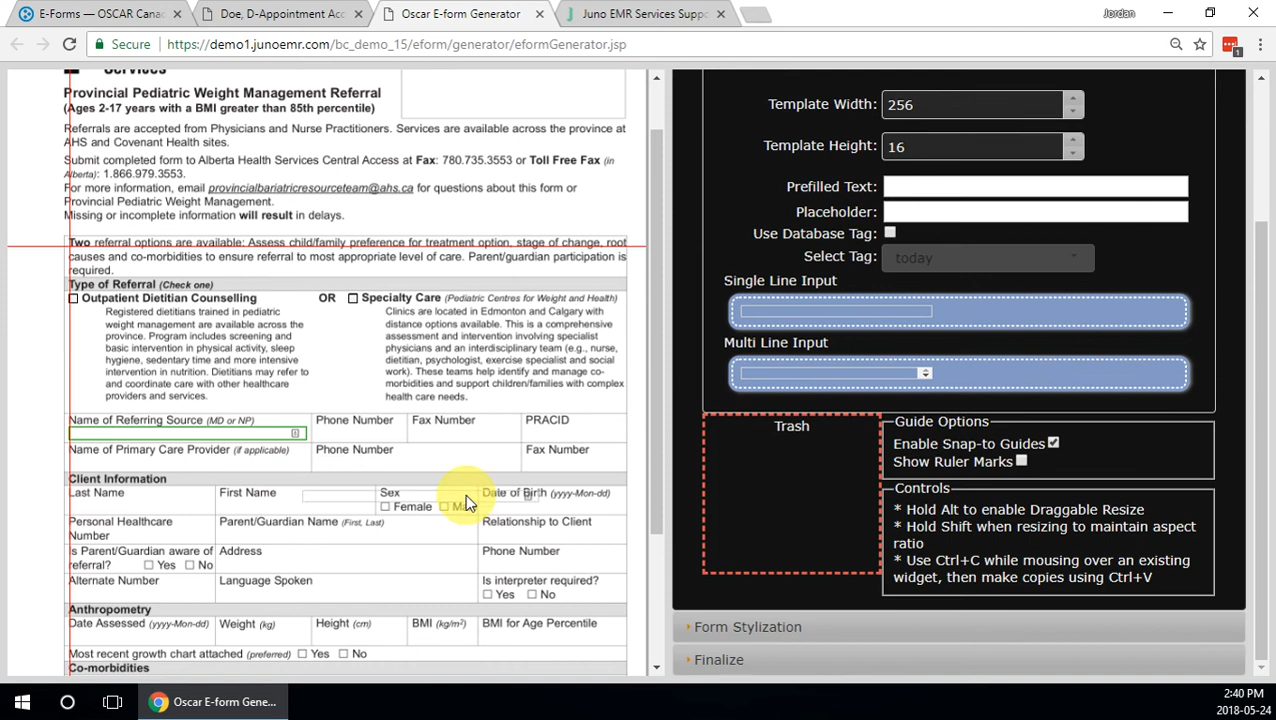 E-Forms — OSCAR Cana
Doe, D-Appointment Acc
Oscar E-form Generator
Juno EMR Services Suppo
Jordan
Secure
https://demo1.junoemr.com/bc_demo_15/eform/generator/eformGenerator.jsp
1
Services
Provincial Pediatric Weight Management Referral
(Ages 2-17 years with a BMI greater than 85th percentile)
Referrals are accepted from Physicians and Nurse Practitioners. Services are available across the province at
AHS and Covenant Health sites.
Submit completed form to Alberta Health Services Central Access at Fax: 780.735.3553 or Toll Free Fax (in
Alberta): 1.866.979.3553.
For more information, email provincialbariatricresourceteam@ahs.ca for questions about this form or
Provincial Pediatric Weight Management.
Missing or incomplete information will result in delays.
Two referral options are available: Assess child/family preference for treatment option, stage of change, root
causes and co-morbidities to ensure referral to most appropriate level of care. Parent/guardian participation is
required.
Type of Referral (Check one)
Outpatient Dietitian Counselling OR Specialty Care (Pediatric Centres for Weight and Health)
Registered dietitians trained in pediatric
weight management are available across the
province. Program includes screening and
basic intervention in physical activity, sleep
hygiene, sedentary time and more intensive
intervention in nutrition. Dietitians may refer to
and coordinate care with other healthcare
providers and services.
Clinics are located in Edmonton and Calgary with
distance options available. This is a comprehensive
assessment and intervention involving specialist
physicians and an interdisciplinary team (e.g., nurse,
dietitian, psychologist, exercise specialist and social
work). These teams help identify and manage co-
morbidities and support children/families with complex
health care needs.
Name of Referring Source (MD or NP) Phone Number Fax Number PRACID
Name of Primary Care Provider (if applicable) Phone Number Fax Number
Client Information
Last Name First Name Sex Date of Birth (yyyy-Mon-dd)
Female
Personal Healthcare
Number
Parent/Guardian Name (First, Last) Relationship to Client
Is Parent/Guardian aware of
referral? Yes No
Address Phone Number
Alternate Number Language Spoken Is interpreter required?
Yes No
Anthropometry
Date Assessed (yyyy-Mon-dd) Weight (kg) Height (cm) BMI (kg/m²) BMI for Age Percentile
Most recent growth chart attached (preferred) Yes No
Co-morbidities
Template Width: 256
Template Height: 16
Prefilled Text:
Placeholder:
Use Database Tag:
Select Tag: today
Single Line Input
Multi Line Input
Trash
Guide Options
Enable Snap-to Guides
Show Ruler Marks
Controls
* Hold Alt to enable Draggable Resize
* Hold Shift when resizing to maintain aspect
ratio
* Use Ctrl+C while mousing over an existing
widget, then make copies using Ctrl+V
Form Stylization
Finalize
Oscar E-form Gene...
2:40 PM
2018-05-24